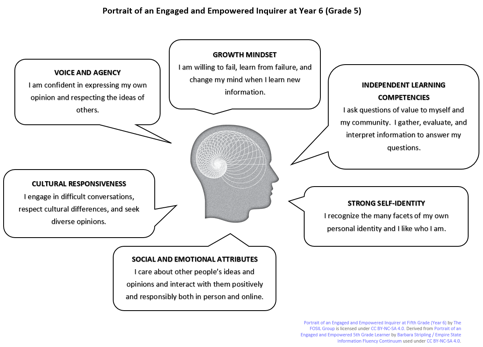 Portrait of an Engaged and Empowered Inquirer at Year 6 (Grade 5)
GROWTH MINDSET
I am willing to fail, learn from failure, and
change my mind when I learn new
information.
VOICE AND AGENCY
I am confident in expressing my own
opinion and respecting the ideas of
others.
INDEPENDENT LEARNING
COMPETENCIES
I ask questions of value to myself and
my community. I gather, evaluate, and
interpret information to answer my
questions.
CULTURAL RESPONSIVENESS
I engage in difficult conversations,
respect cultural differences, and seek
diverse opinions.
STRONG SELF-IDENTITY
I recognize the many facets of my own
personal identity and I like who I am.
SOCIAL AND EMOTIONAL ATTRIBUTES
I care about other people's ideas and
opinions and interact with them positively
and responsibly both in person and online.
Portrait of an Engaged and Empowered Inquirer at Fifth Grade (Year 6) by The
FOSIL Group is licensed under CC BY-NC-SA 4.0. Derived from Portrait of an
Engaged and Empowered 5th Grade Learner by Barbara Stripling / Empire State
Information Fluency Continuum used under CC BY-NC-SA 4.0.